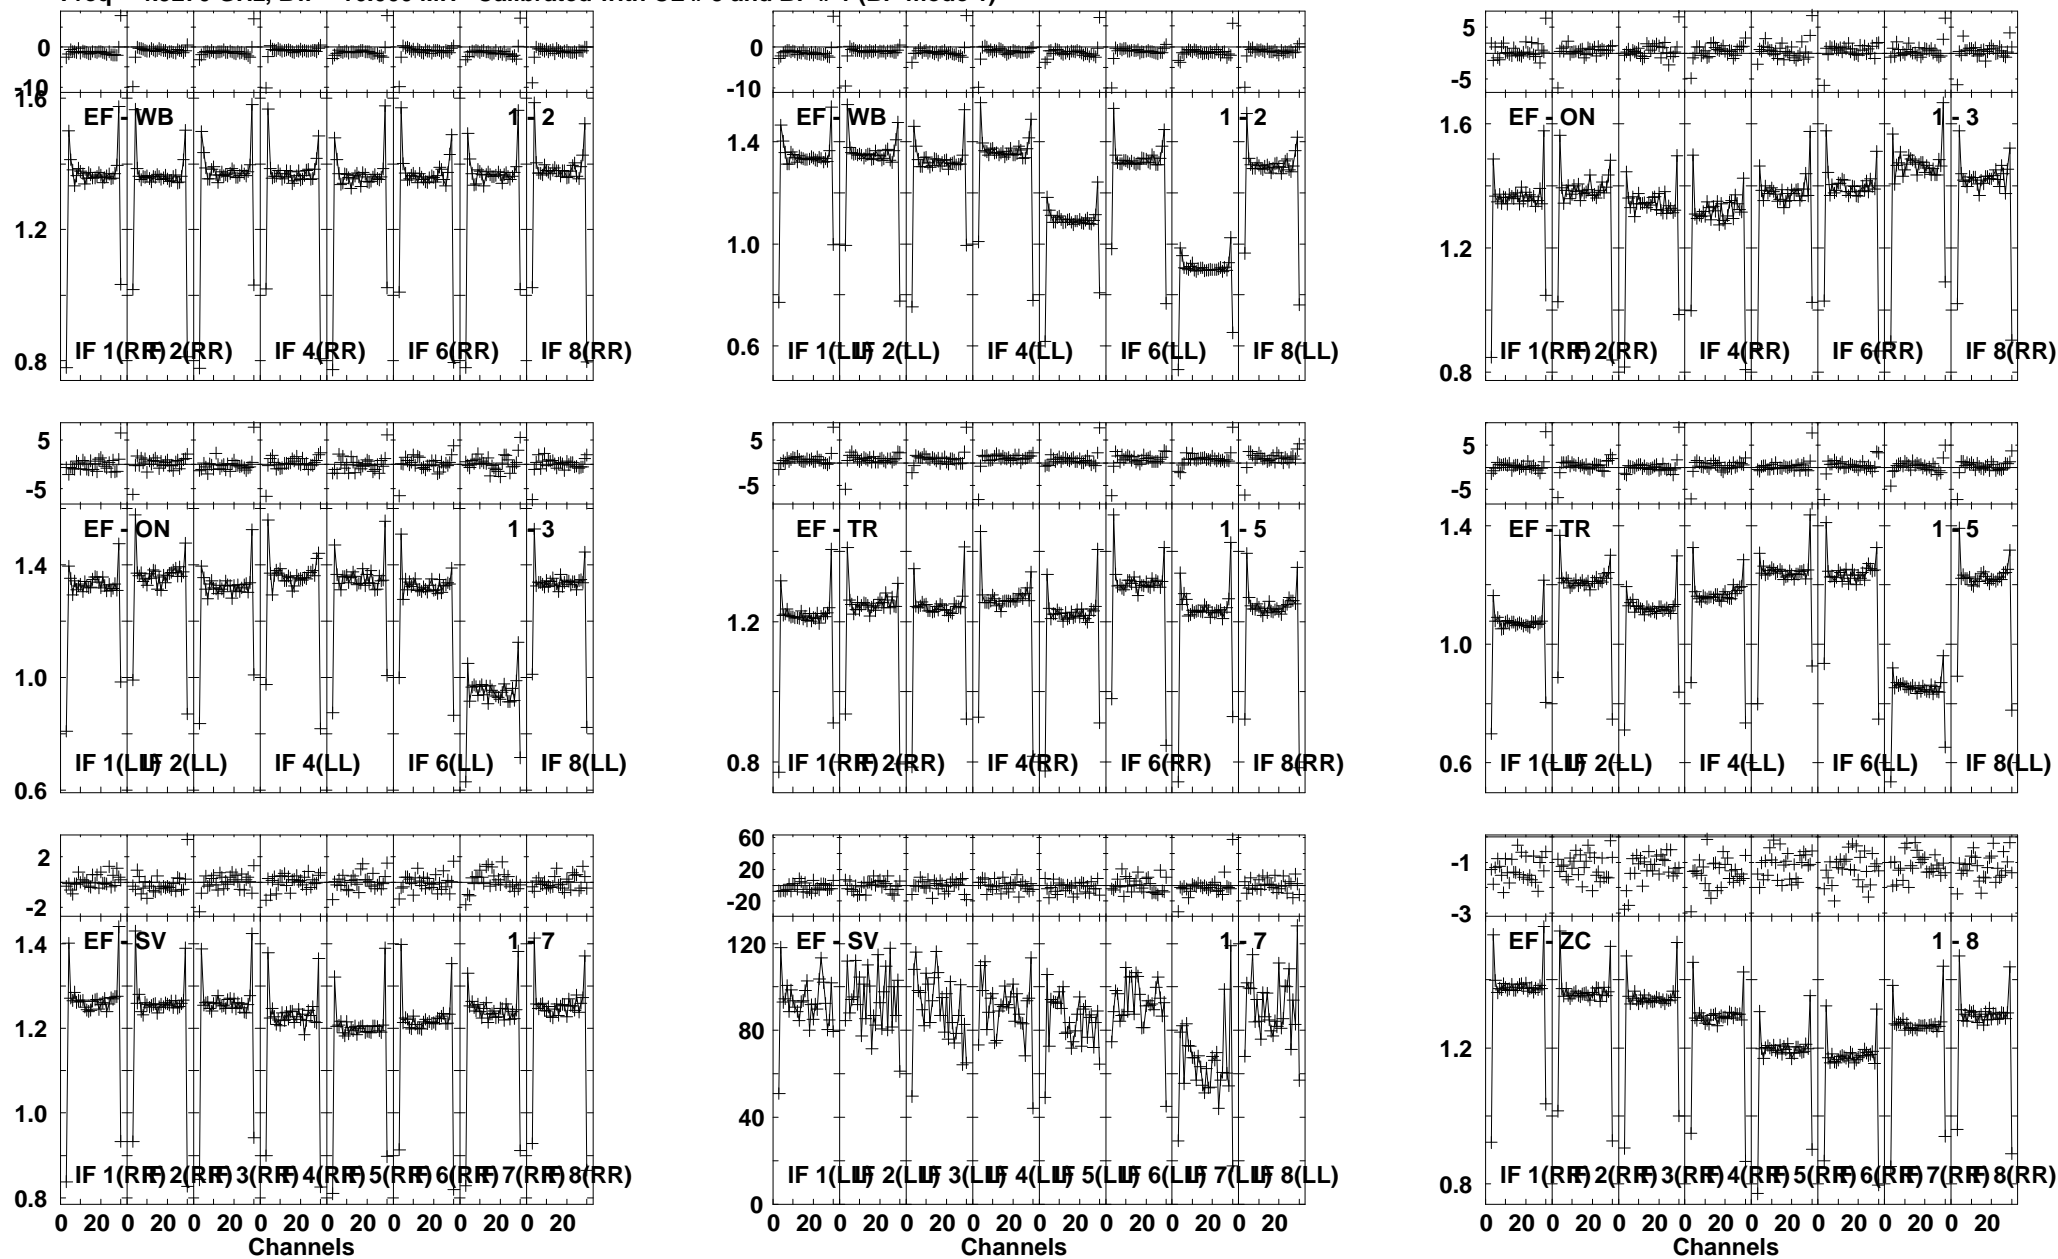 Calibrated with CL # and BP # 1 (BP mode 1)
0
-10
1.6
1.2
0.8
EF - WB
1 - 2
IF 1(RR) IF 2(RR) IF 4(RR) IF 6(RR) IF 8(RR)
0
-10
1.4
1.0
0.6
EF - WB
1 - 2
IF 1(LL) IF 2(LL) IF 4(LL) IF 6(LL) IF 8(LL)
5
-5
1.6
1.2
0.8
EF - ON
1 - 3
IF 1(RR) IF 2(RR) IF 4(RR) IF 6(RR) IF 8(RR)
5
-5
1.4
1.0
0.6
EF - ON
1 - 3
IF 1(LL) IF 2(LL) IF 4(LL) IF 6(LL) IF 8(LL)
5
-5
1.2
0.8
EF - TR
1 - 5
IF 1(RR) IF 2(RR) IF 4(RR) IF 6(RR) IF 8(RR)
5
-5
1.4
1.0
0.6
EF - TR
1 - 5
IF 1(LL) IF 2(LL) IF 4(LL) IF 6(LL) IF 8(LL)
2
-2
1.4
1.2
1.0
0.8
EF - SV
1 - 7
IF 1(RR) IF 2(RR) IF 3(RR) IF 4(RR) IF 5(RR) IF 6(RR) IF 7(RR) IF 8(RR)
0 20 0 20 0 20 0 20 0 20 0 20 0 20 0 20
Channels
60
20
-20
120
80
40
0
EF - SV
1 - 7
IF 1(LL) IF 2(LL) IF 3(LL) IF 4(LL) IF 5(LL) IF 6(LL) IF 7(LL) IF 8(LL)
0 20 0 20 0 20 0 20 0 20 0 20 0 20 0 20
Channels
-1
-3
1.2
0.8
EF - ZC
1 - 8
IF 1(RR) IF 2(RR) IF 3(RR) IF 4(RR) IF 5(RR) IF 6(RR) IF 7(RR) IF 8(RR)
0 20 0 20 0 20 0 20 0 20 0 20 0 20 0 20
Channels